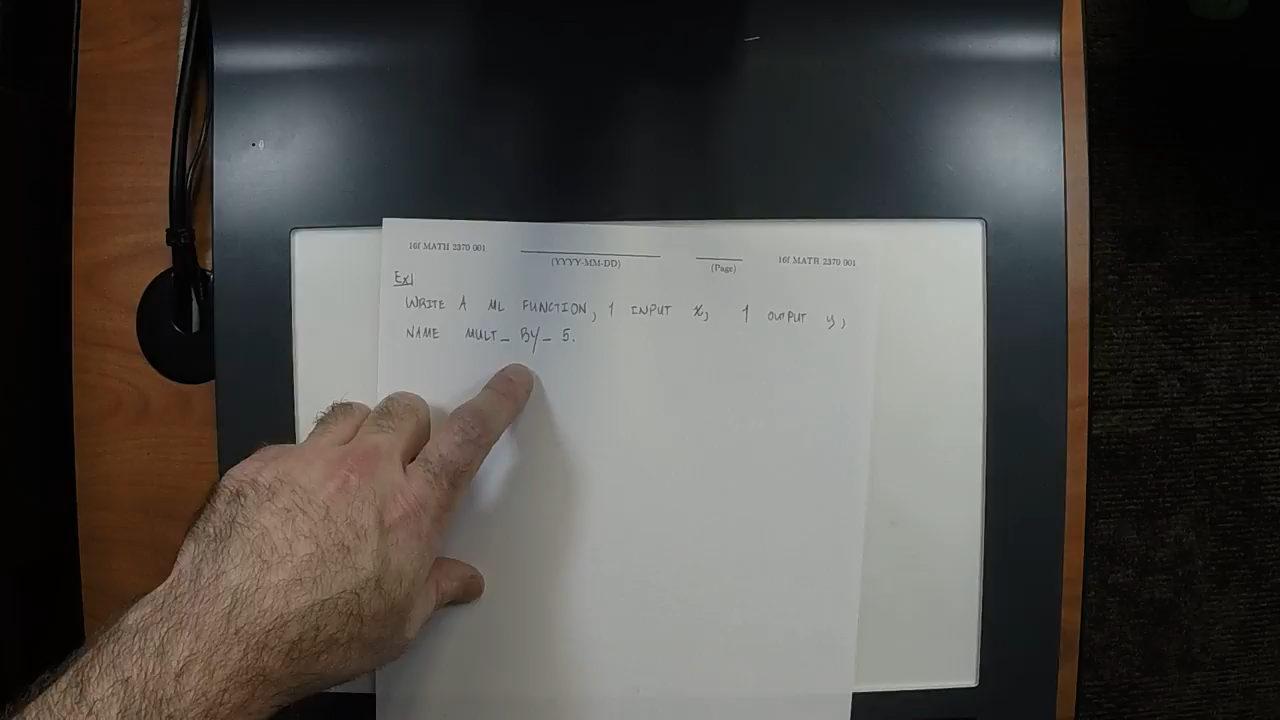 16f MATH 2370 001
(YYYY-MM-DD)
(Page)
16f MATH 2370 001
Ex1
WRITE A ML FUNCTION, 1 INPUT x, 1 OUTPUT y,
NAME MULT_BY_5.